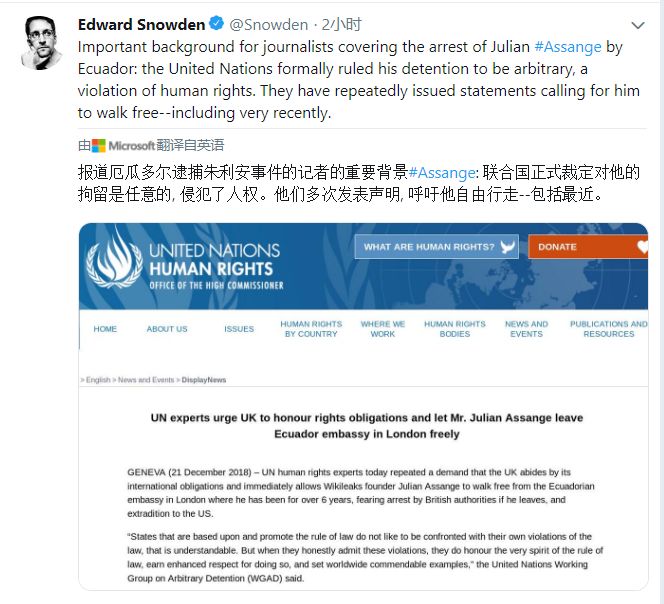 Edward Snowden @Snowden · 2小时
Important background for journalists covering the arrest of Julian #Assange by
Ecuador: the United Nations formally ruled his detention to be arbitrary, a
violation of human rights. They have repeatedly issued statements calling for him
to walk free--including very recently.
由 Microsoft 翻译自英语
报道厄瓜多尔逮捕朱利安事件的记者的重要背景#Assange: 联合国正式裁定对他的
拘留是任意的, 侵犯了人权。他们多次发表声明, 呼吁他自由行走--包括最近。
UNITED NATIONS
HUMAN RIGHTS
OFFICE OF THE HIGH COMMISSIONER
WHAT ARE HUMAN RIGHTS?
DONATE
HOME
ABOUT US
ISSUES
HUMAN RIGHTS
BY COUNTRY
WHERE WE
WORK
HUMAN RIGHTS
BODIES
NEWS AND
EVENTS
PUBLICATIONS AND
RESOURCES
> English > News and Events > DisplayNews
UN experts urge UK to honour rights obligations and let Mr. Julian Assange leave
Ecuador embassy in London freely
GENEVA (21 December 2018) – UN human rights experts today repeated a demand that the UK abides by its
international obligations and immediately allows Wikileaks founder Julian Assange to walk free from the Ecuadorian
embassy in London where he has been for over 6 years, fearing arrest by British authorities if he leaves, and
extradition to the US.
“States that are based upon and promote the rule of law do not like to be confronted with their own violations of the
law, that is understandable. But when they honestly admit these violations, they do honour the very spirit of the rule of
law, earn enhanced respect for doing so, and set worldwide commendable examples,” the United Nations Working
Group on Arbitrary Detention (WGAD) said.